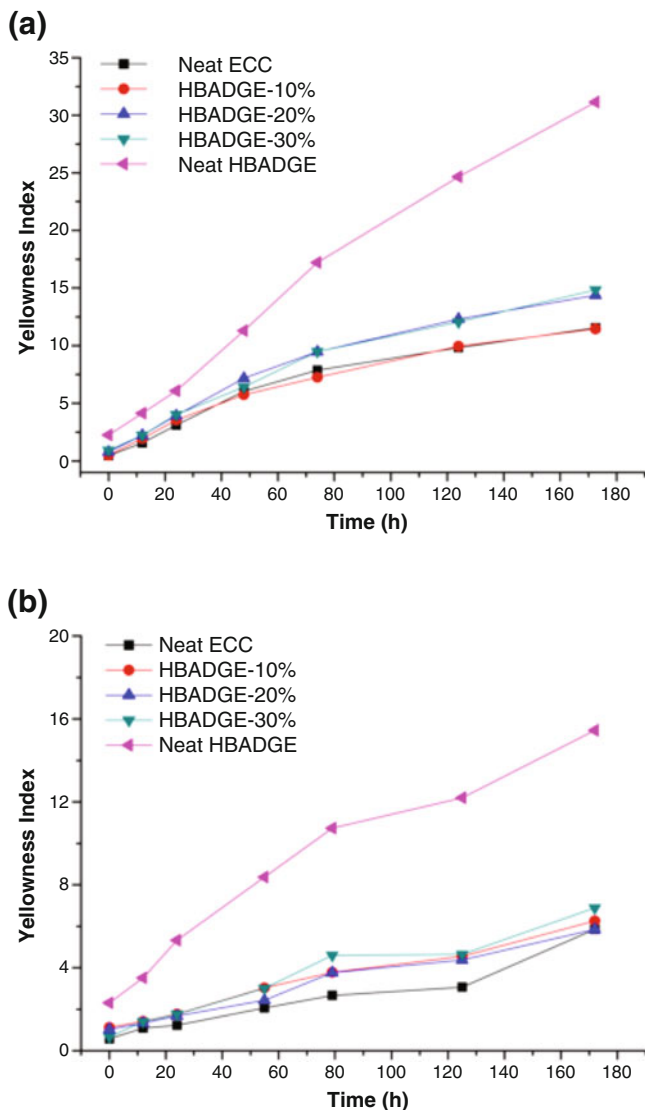 (a)
35
30
25
20
15
10
5
0
Yellowness Index
Neat ECC
HBADGE-10%
HBADGE-20%
HBADGE-30%
Neat HBADGE
0 20 40 60 80 100 120 140 160 180
Time (h)
(b)
20
16
12
8
4
0
Yellowness Index
Neat ECC
HBADGE-10%
HBADGE-20%
HBADGE-30%
Neat HBADGE
0 20 40 60 80 100 120 140 160 180
Time (h)